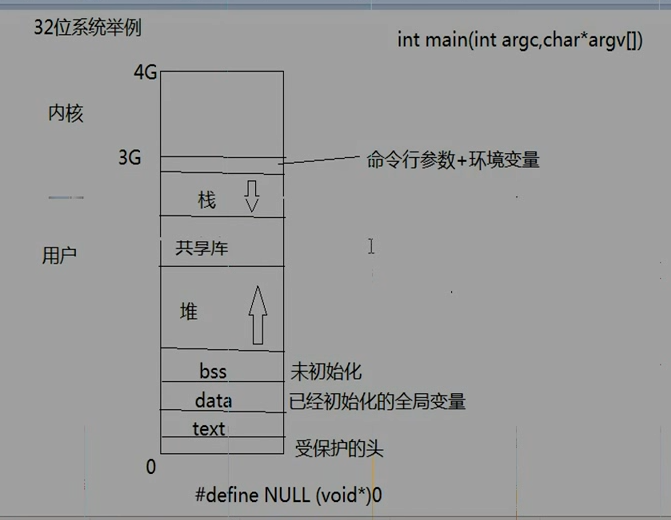 32位系统举例
int main(int argc,char*argv[])
4G
内核
3G
命令行参数+环境变量
栈
用户
共享库
堆
bss 未初始化
data 已经初始化的全局变量
text
受保护的头
0
#define NULL (void*)0